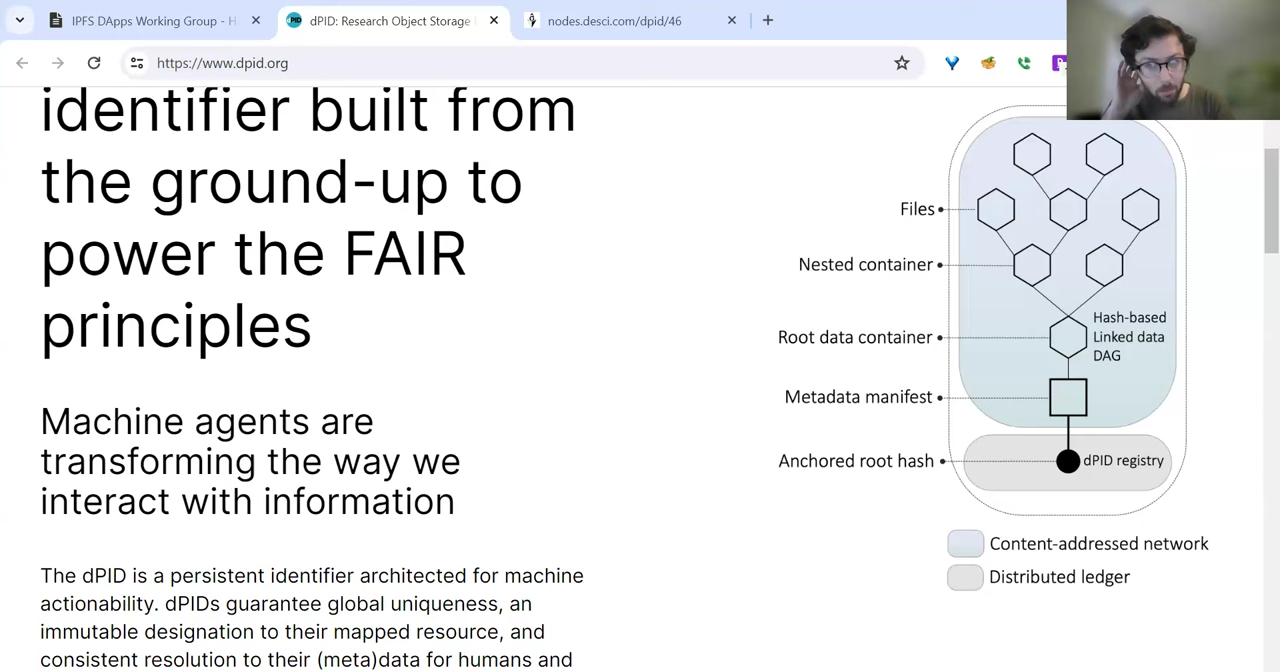 IPFS DApps Working Group - H
dPID: Research Object Storage
nodes.desci.com/dpid/46
https://www.dpid.org
identifier built from
the ground-up to
power the FAIR
principles
Machine agents are
transforming the way we
interact with information
The dPID is a persistent identifier architected for machine
actionability. dPIDs guarantee global uniqueness, an
immutable designation to their mapped resource, and
consistent resolution to their (meta)data for humans and
Files
Nested container
Root data container
Hash-based
Linked data
DAG
Metadata manifest
Anchored root hash
dPID registry
Content-addressed network
Distributed ledger